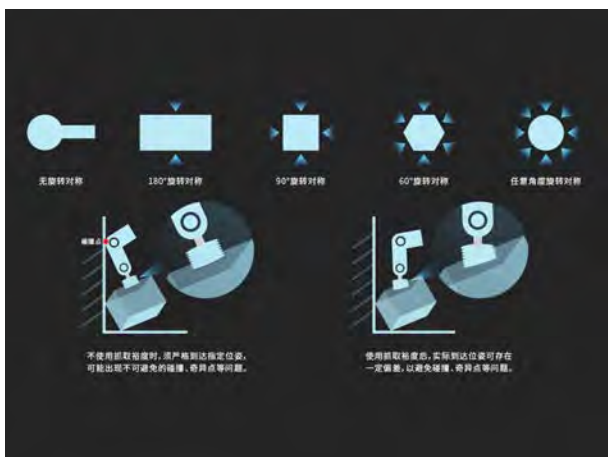 无旋转对称
180°旋转对称
90°旋转对称
60°旋转对称
任意角度旋转对称
碰撞点
不使用抓取裕度时，须严格到达指定位姿，
可能出现不可避免的碰撞、奇异点等问题。
使用抓取裕度后，实际到达位姿可存在
一定偏差，以避免碰撞、奇异点等问题。